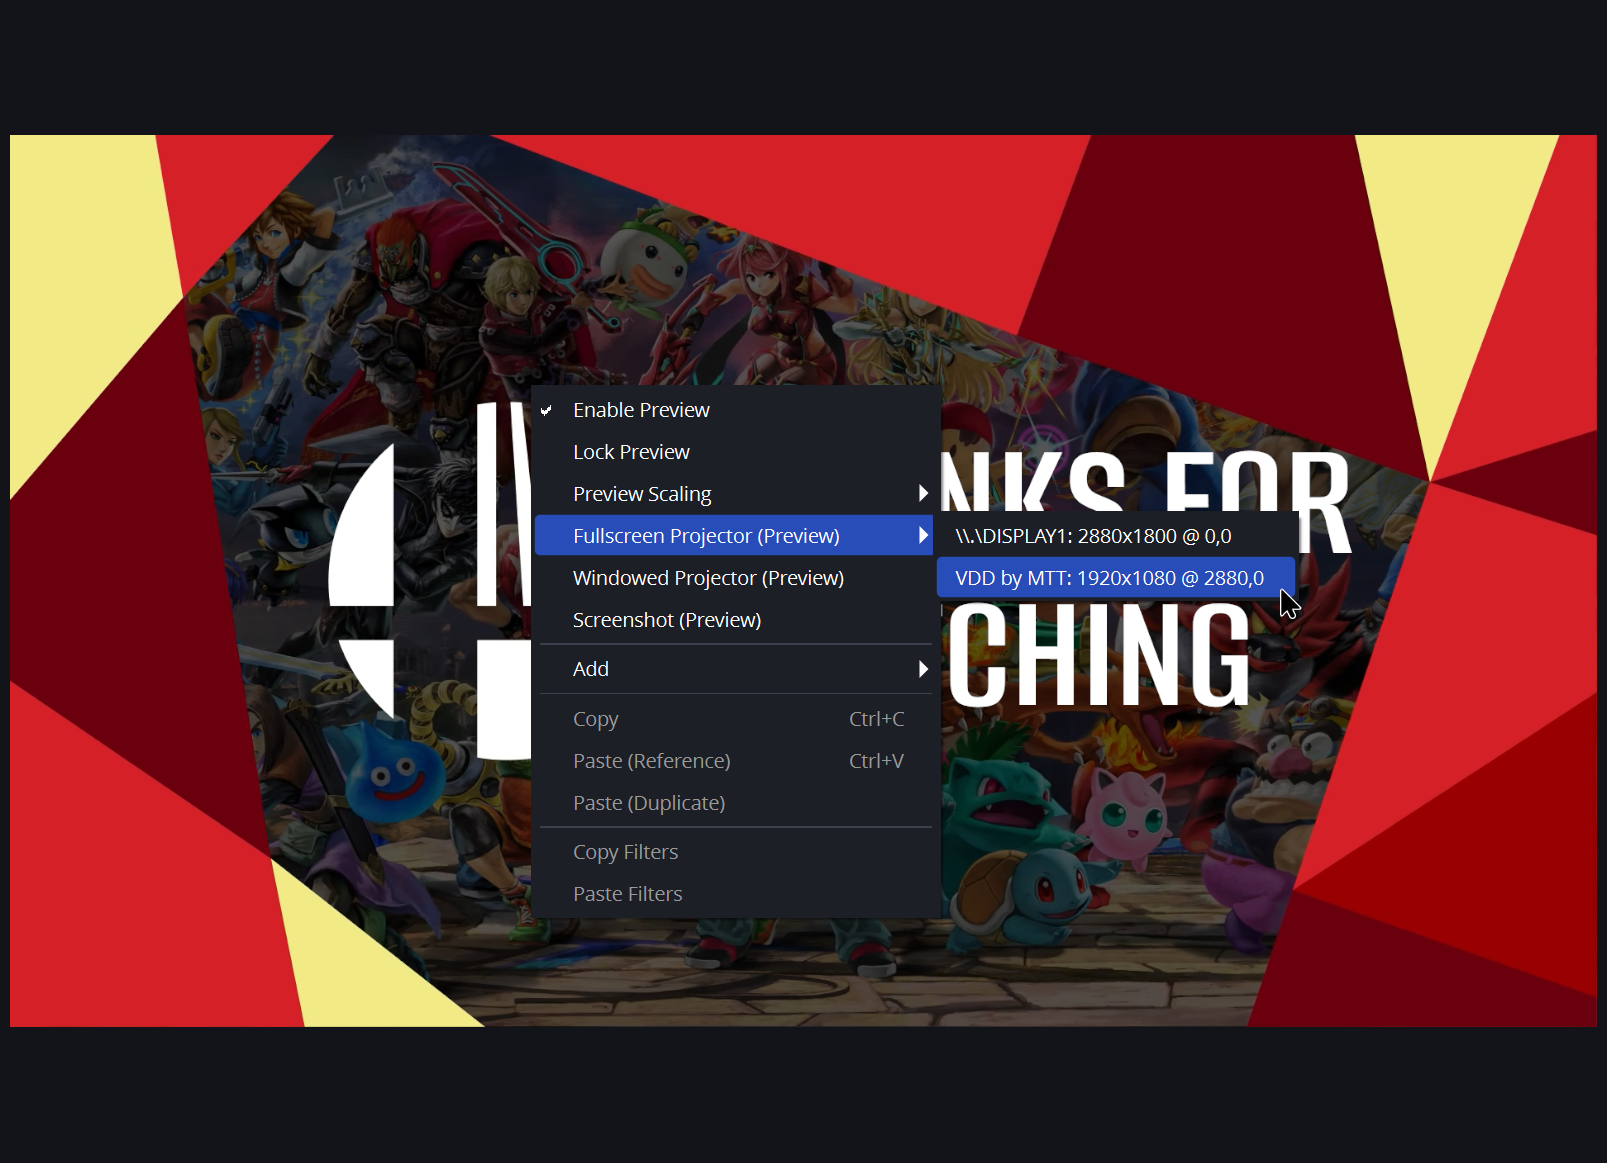 Enable Preview
Lock Preview
Preview Scaling
Fullscreen Projector (Preview)
\\.\DISPLAY1: 2880x1800 @ 0,0
VDD by MTT: 1920x1080 @ 2880,0
Windowed Projector (Preview)
Screenshot (Preview)
Add
Copy Ctrl+C
Paste (Reference) Ctrl+V
Paste (Duplicate)
Copy Filters
Paste Filters
NKS FOR
CHING